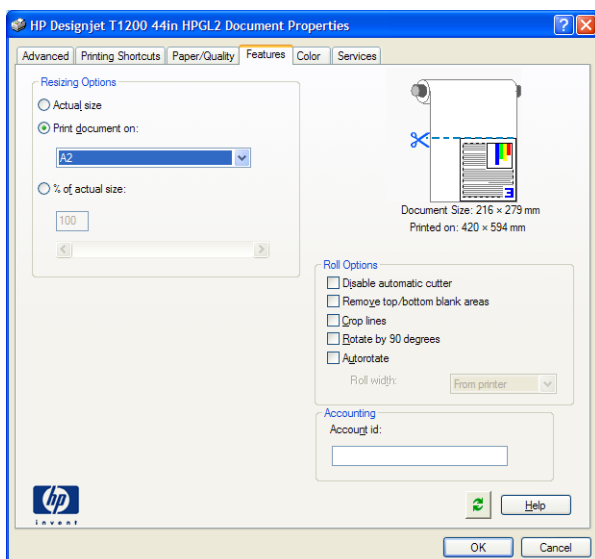 HP Designjet T1200 44in HPGL2 Document Properties
Advanced Printing Shortcuts Paper/Quality Features Color Services
Resizing Options
Actual size
Print document on:
A2
% of actual size:
100
3
Document Size: 216 × 279 mm
Printed on: 420 × 594 mm
Roll Options
Disable automatic cutter
Remove top/bottom blank areas
Crop lines
Rotate by 90 degrees
Autorotate
Roll width: From printer
Accounting
Account id:
hp
invent
Help
OK Cancel